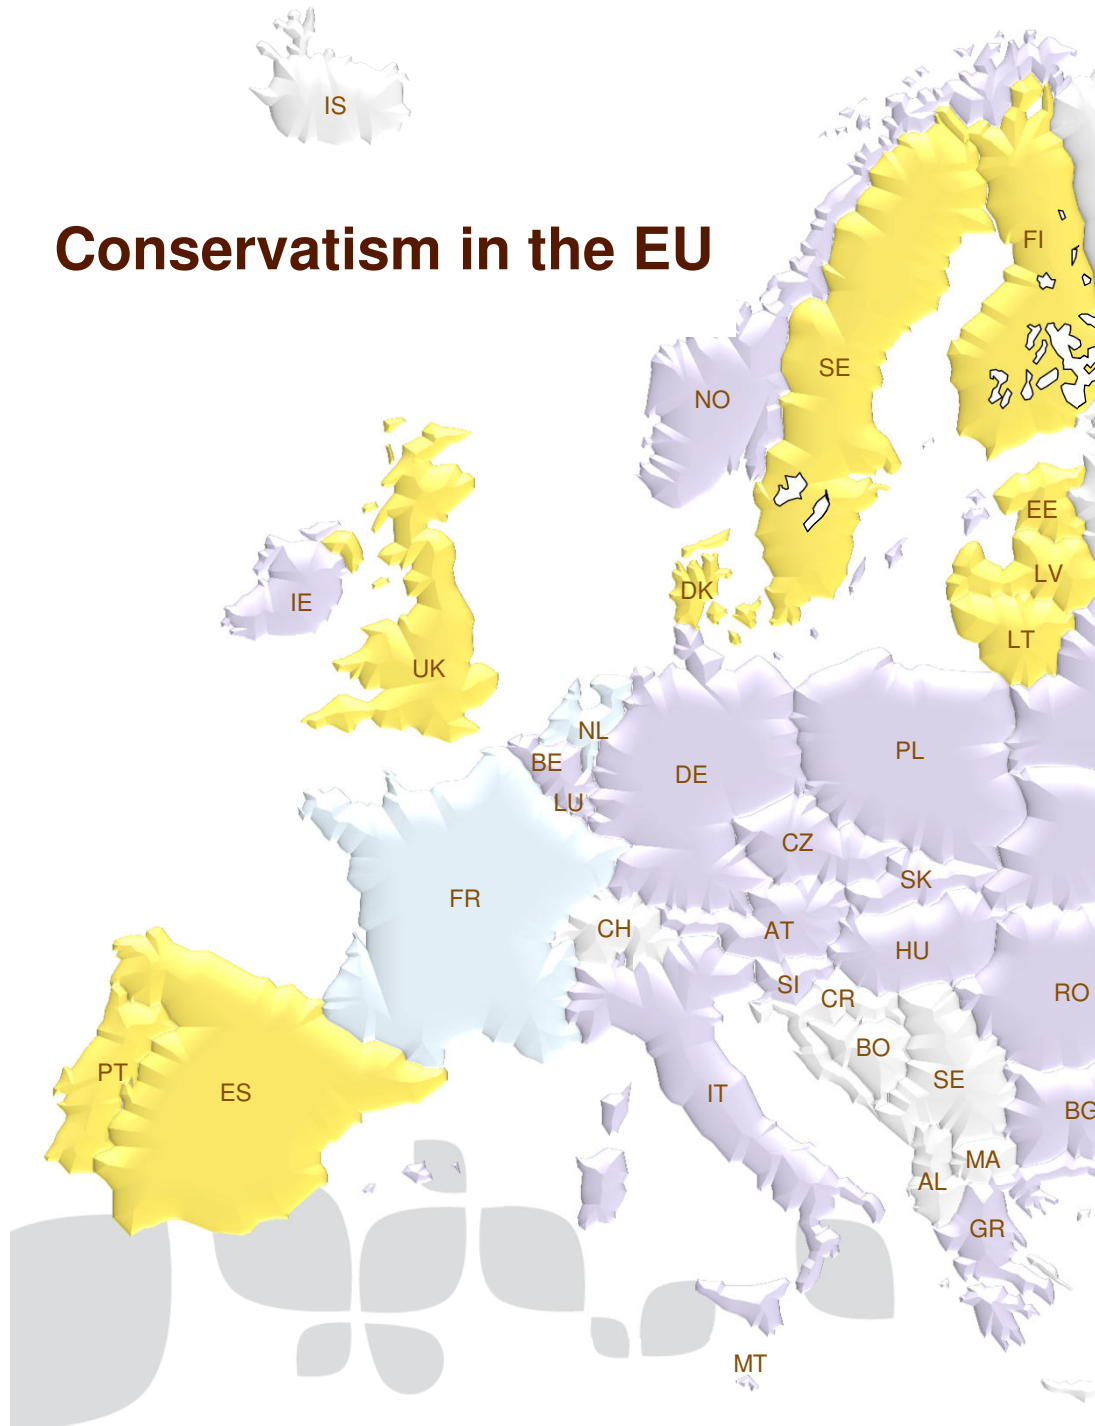 IS
Conservatism in the EU
FI
SE
NO
EE
LV
DK
IE
LT
UK
NL
PL
BE
DE
LU
CZ
SK
FR
CH
AT
HU
SI
RO
CR
BO
PT
SE
ES
IT
BG
MA
AL
GR
MT